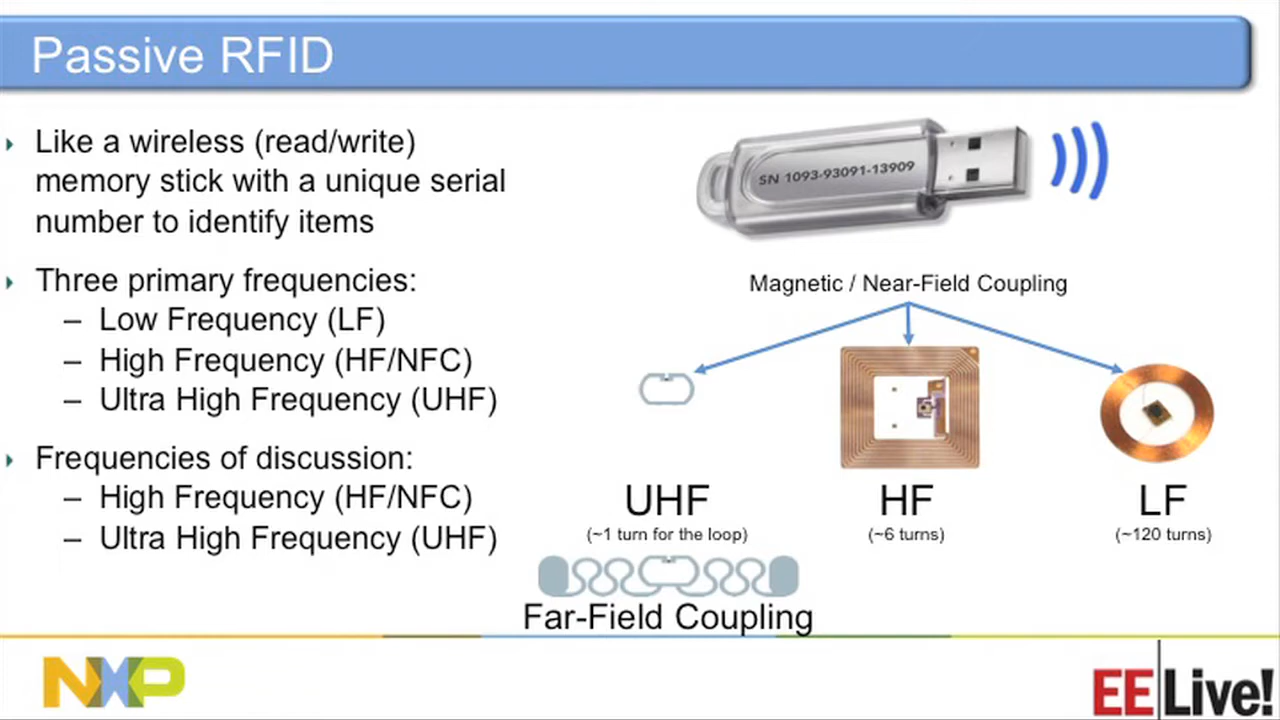 Passive RFID
Like a wireless (read/write)
memory stick with a unique serial
number to identify items
Three primary frequencies:
– Low Frequency (LF)
– High Frequency (HF/NFC)
– Ultra High Frequency (UHF)
Frequencies of discussion:
– High Frequency (HF/NFC)
– Ultra High Frequency (UHF)
SN 1093-93091-13909
Magnetic / Near-Field Coupling
UHF
(~1 turn for the loop)
HF
(~6 turns)
LF
(~120 turns)
Far-Field Coupling
NXP
EE Live!